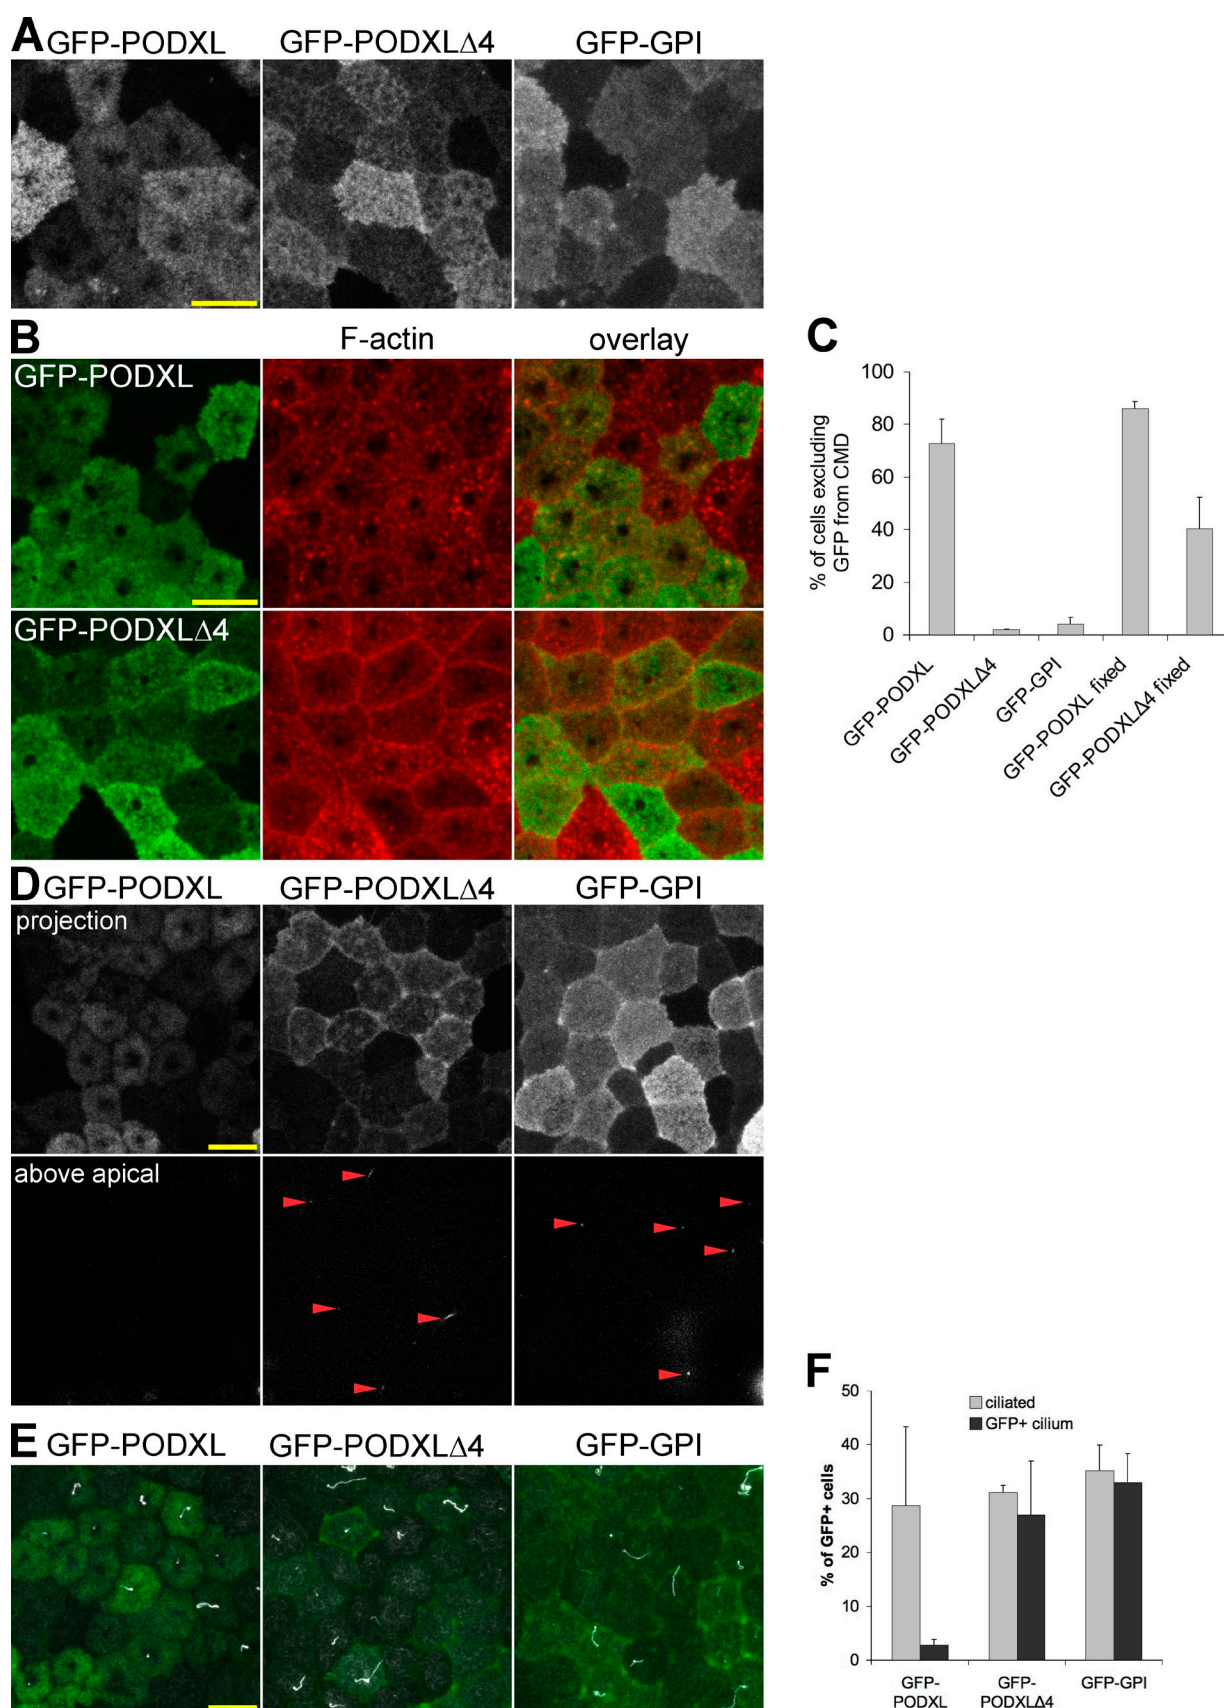 A
GFP-PODXL
GFP-PODXLΔ4
GFP-GPI
B
F-actin
overlay
GFP-PODXL
GFP-PODXLΔ4
C
% of cells excluding
GFP from CMD
100
80
60
40
20
0
GFP-PODXL
GFP-PODXLΔ4
GFP-GPI
GFP-PODXL fixed
GFP-PODXLΔ4 fixed
D
GFP-PODXL
GFP-PODXLΔ4
GFP-GPI
projection
above apical
E
GFP-PODXL
GFP-PODXLΔ4
GFP-GPI
F
% of GFP+ cells
50
40
30
20
10
0
ciliated
GFP+ cilium
GFP-
PODXL
GFP-
PODXLΔ4
GFP-GPI